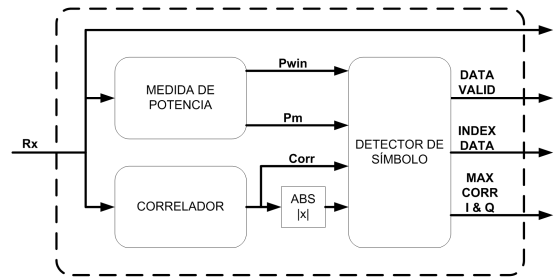 Pwin
MEDIDA DE
POTENCIA
Pm
DATA
VALID
Rx
DETECTOR DE
SÍMBOLO
INDEX
DATA
Corr
CORRELADOR
ABS
|x|
MAX
CORR
I & Q